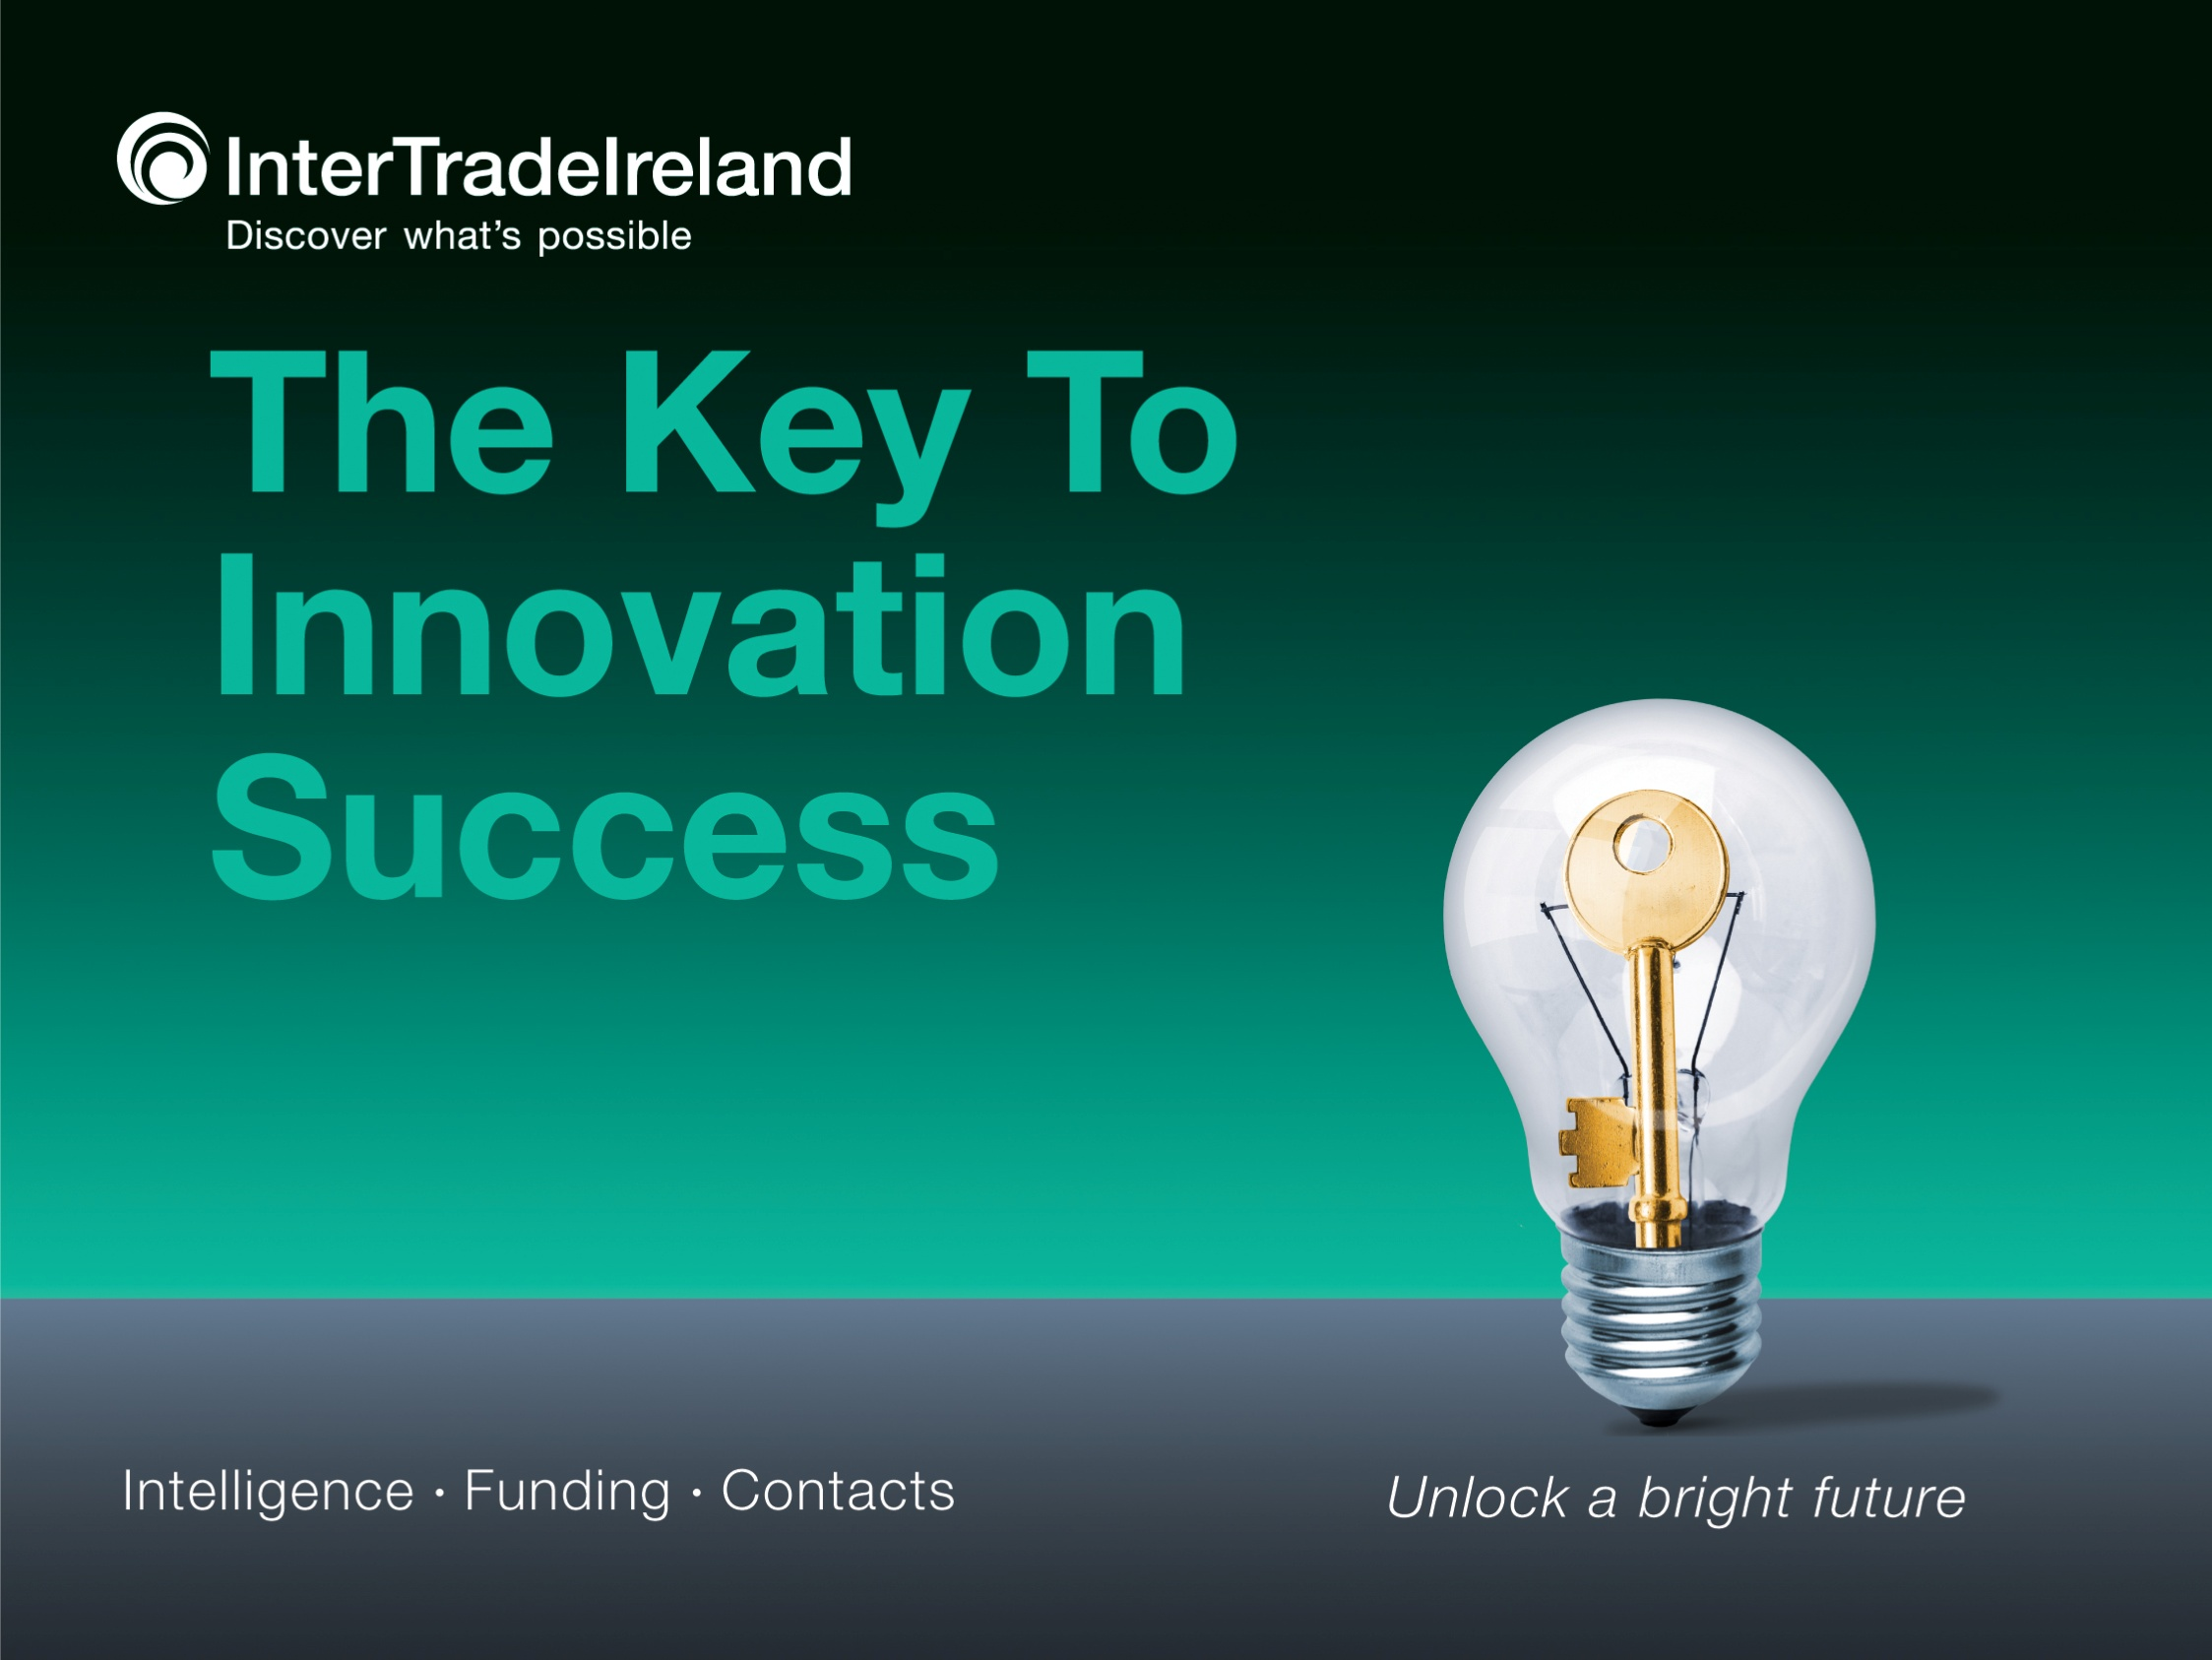 InterTradeIreland
Discover what’s possible
The Key To
Innovation
Success
Intelligence · Funding · Contacts
Unlock a bright future